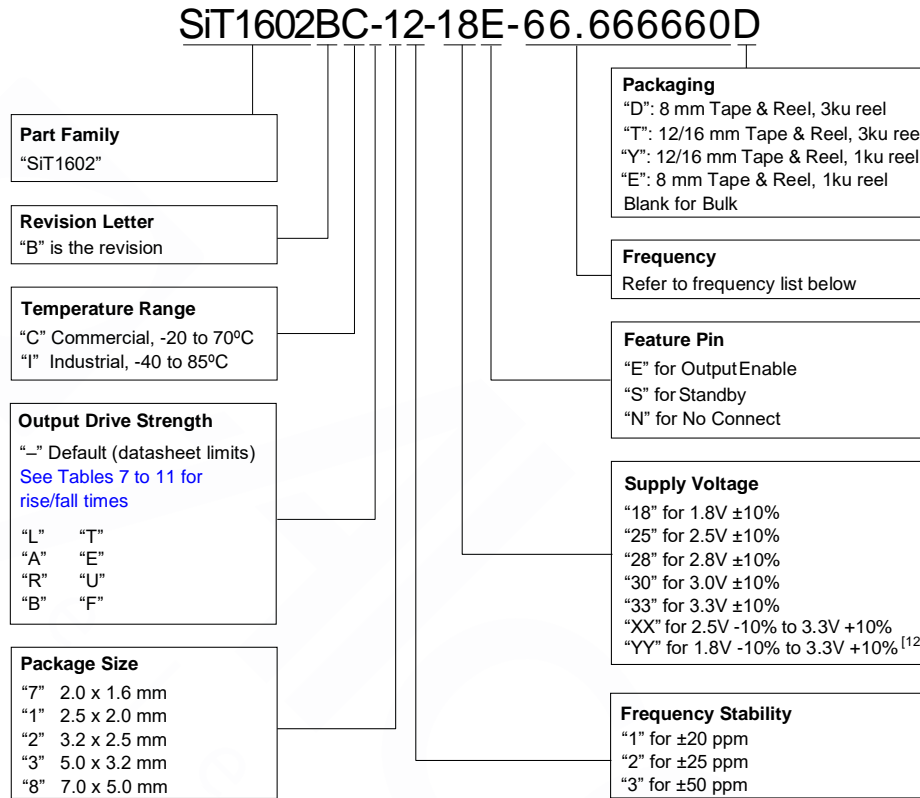 SiT1602BC-12-18E-66.666660D
Part Family
“SiT1602”
Revision Letter
“B” is the revision
Temperature Range
“C” Commercial, -20 to 70ºC
“I” Industrial, -40 to 85ºC
Output Drive Strength
“–” Default (datasheet limits)
See Tables 7 to 11 for
rise/fall times
“L” “T”
“A” “E”
“R” “U”
“B” “F”
Package Size
“7” 2.0 x 1.6 mm
“1” 2.5 x 2.0 mm
“2” 3.2 x 2.5 mm
“3” 5.0 x 3.2 mm
“8” 7.0 x 5.0 mm
Packaging
“D”: 8 mm Tape & Reel, 3ku reel
“T”: 12/16 mm Tape & Reel, 3ku ree
“Y”: 12/16 mm Tape & Reel, 1ku reel
“E”: 8 mm Tape & Reel, 1ku reel
Blank for Bulk
Frequency
Refer to frequency list below
Feature Pin
“E” for Output Enable
“S” for Standby
“N” for No Connect
Supply Voltage
“18” for 1.8V ±10%
“25” for 2.5V ±10%
“28” for 2.8V ±10%
“30” for 3.0V ±10%
“33” for 3.3V ±10%
“XX” for 2.5V -10% to 3.3V +10%
“YY” for 1.8V -10% to 3.3V +10% [12
Frequency Stability
“1” for ±20 ppm
“2” for ±25 ppm
“3” for ±50 ppm